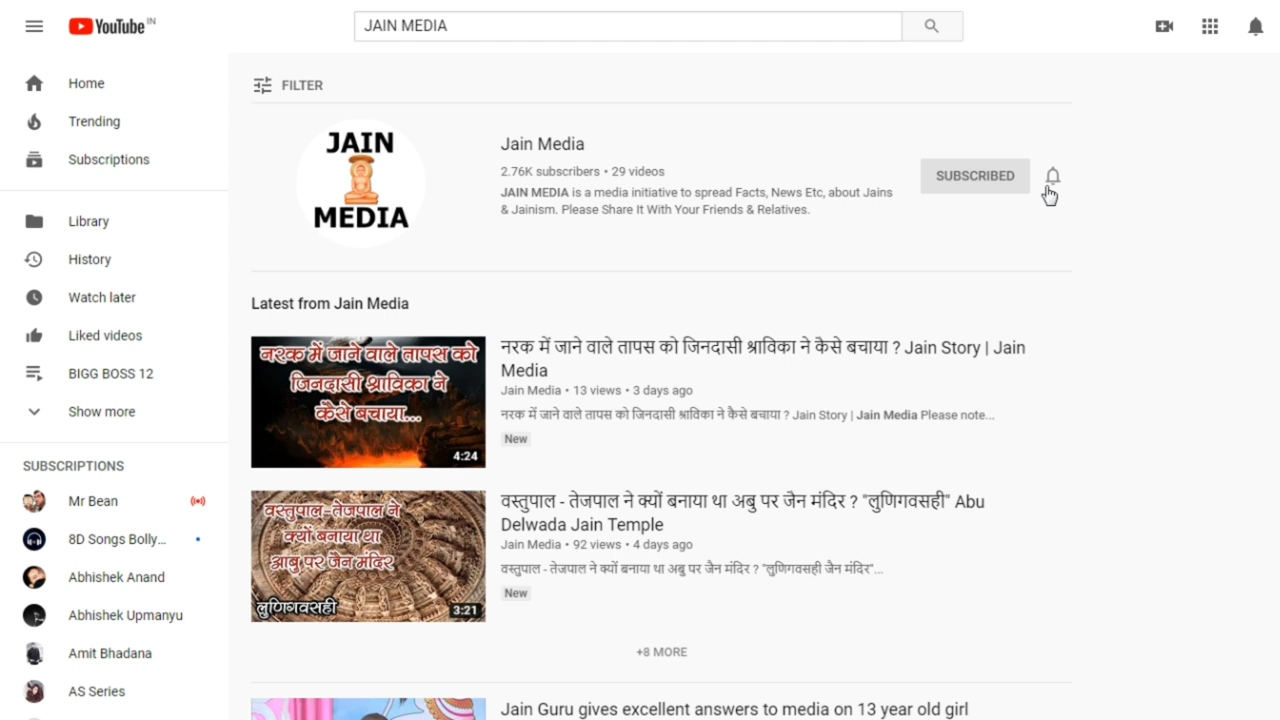 YouTube IN
JAIN MEDIA
Home
Trending
Subscriptions
Library
History
Watch later
Liked videos
BIGG BOSS 12
Show more
SUBSCRIPTIONS
Mr Bean
8D Songs Bolly...
Abhishek Anand
Abhishek Upmanyu
Amit Bhadana
AS Series
FILTER
JAIN
MEDIA
Jain Media
2.76K subscribers • 29 videos
JAIN MEDIA is a media initiative to spread Facts, News Etc, about Jains
& Jainism. Please Share It With Your Friends & Relatives.
SUBSCRIBED
Latest from Jain Media
नरक में जाने वाले तापस को
जिनदासी श्राविका ने
कैसे बचाया...
4:24
नरक में जाने वाले तापस को जिनदासी श्राविका ने कैसे बचाया ? Jain Story | Jain
Media
Jain Media • 13 views • 3 days ago
नरक में जाने वाले तापस को जिनदासी श्राविका ने कैसे बचाया ? Jain Story | Jain Media Please note...
New
वस्तुपाल-तेजपाल ने
क्यों बनाया था
आबु पर जैन मंदिर
लुणिगवसही
3:21
वस्तुपाल - तेजपाल ने क्यों बनाया था अबु पर जैन मंदिर ? "लुणिगवसही" Abu
Delwada Jain Temple
Jain Media • 92 views • 4 days ago
वस्तुपाल - तेजपाल ने क्यों बनाया था अबु पर जैन मंदिर ? "लुणिगवसही जैन मंदिर"...
New
+8 MORE
Jain Guru gives excellent answers to media on 13 year old girl